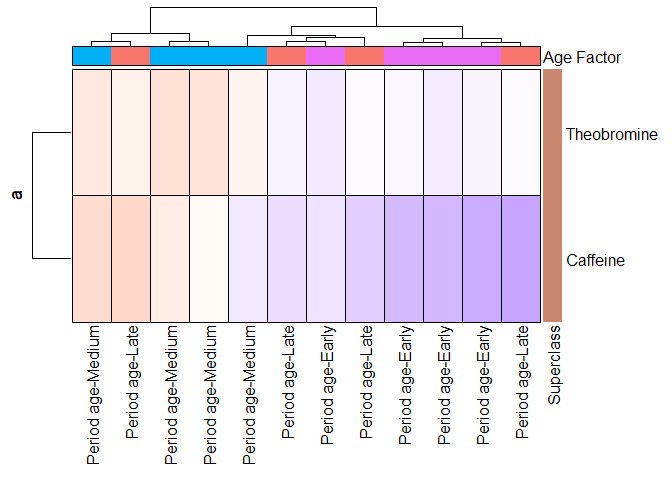 Age Factor
Theobromine
a
Caffeine
Period age-Medium
Period age-Late
Period age-Medium
Period age-Medium
Period age-Medium
Period age-Late
Period age-Early
Period age-Late
Period age-Early
Period age-Early
Period age-Early
Period age-Late
Superclass